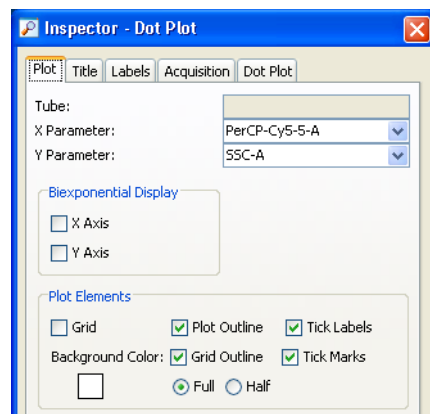 Inspector - Dot Plot
Plot Title Labels Acquisition Dot Plot
Tube:
X Parameter: PerCP-Cy5-5-A
Y Parameter: SSC-A
Biexponential Display
X Axis
Y Axis
Plot Elements
Grid Plot Outline Tick Labels
Background Color: Grid Outline Tick Marks
Full Half